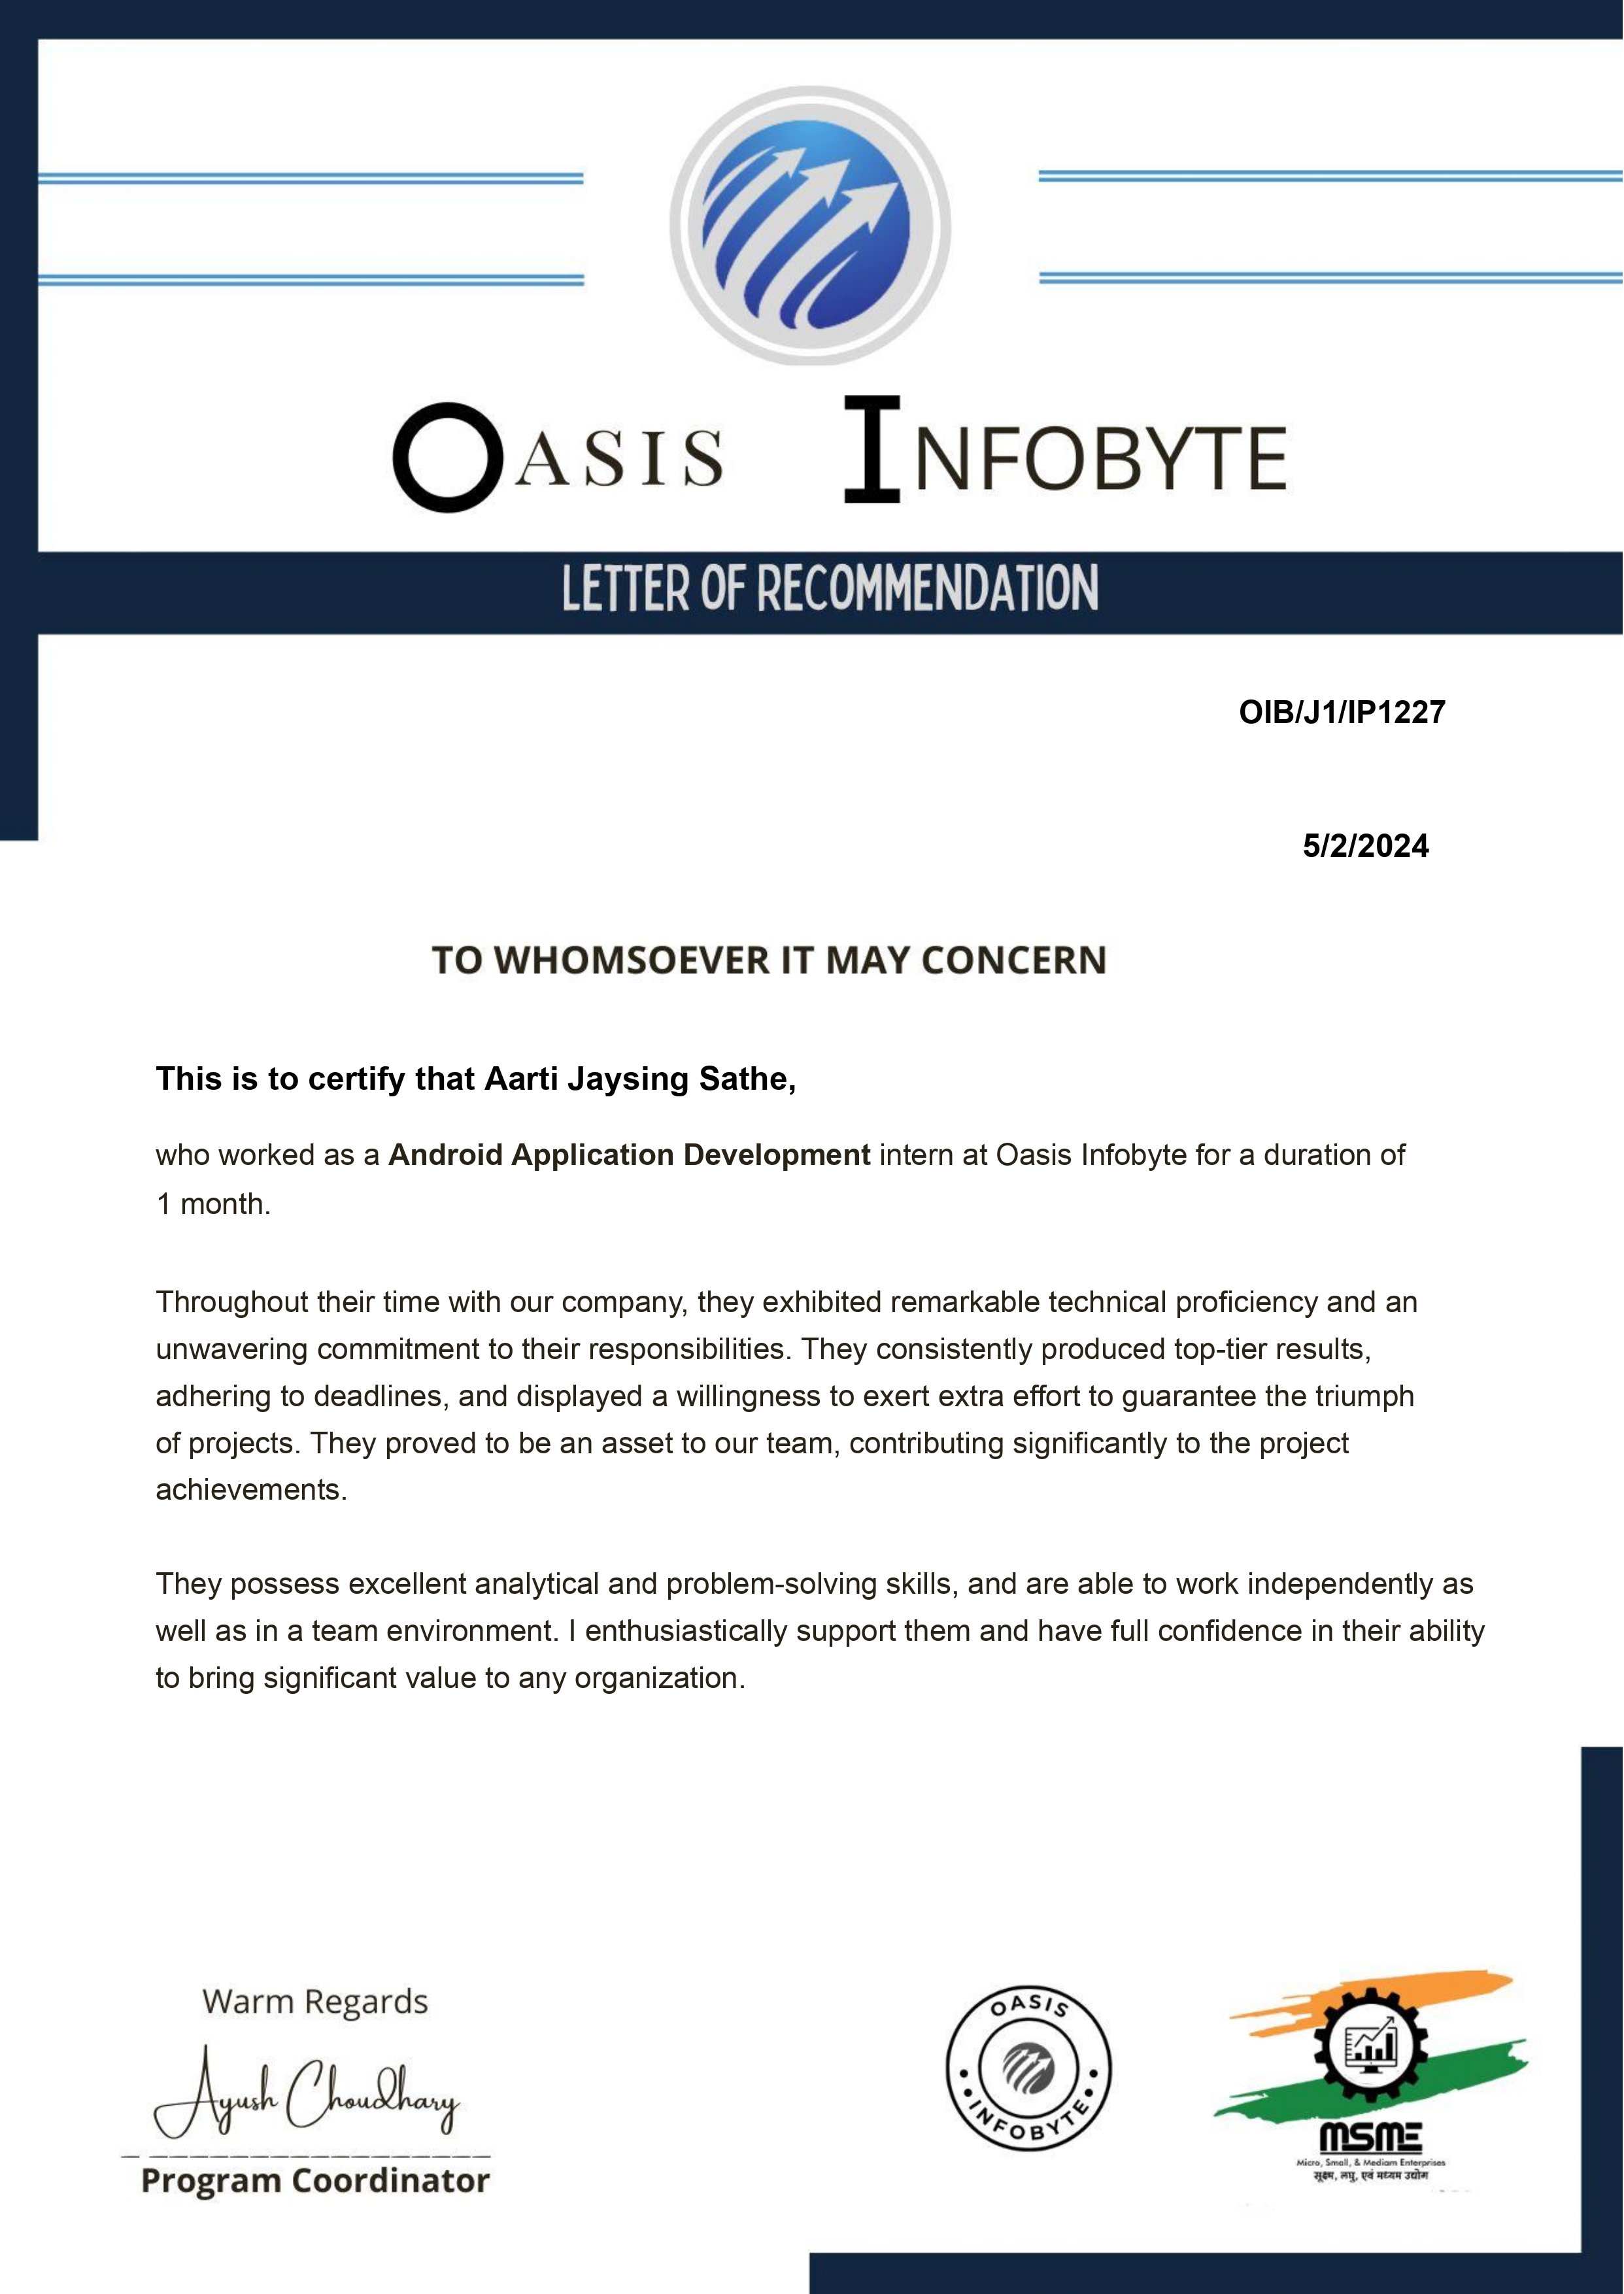 OASIS INFOBYTE
LETTER OF RECOMMENDATION
OIB/J1/IP1227
5/2/2024
TO WHOMSOEVER IT MAY CONCERN
This is to certify that Aarti Jaysing Sathe,
who worked as a Android Application Development intern at Oasis Infobyte for a duration of
1 month.
Throughout their time with our company, they exhibited remarkable technical proficiency and an
unwavering commitment to their responsibilities. They consistently produced top-tier results,
adhering to deadlines, and displayed a willingness to exert extra effort to guarantee the triumph
of projects. They proved to be an asset to our team, contributing significantly to the project
achievements.
They possess excellent analytical and problem-solving skills, and are able to work independently as
well as in a team environment. I enthusiastically support them and have full confidence in their ability
to bring significant value to any organization.
Warm Regards
Ayush Choudhary
Program Coordinator
OASIS
INFOBYTE
MSME
Micro, Small, & Mediam Enterprises
सूक्ष्म, लघु, एवं मध्यम उद्योग